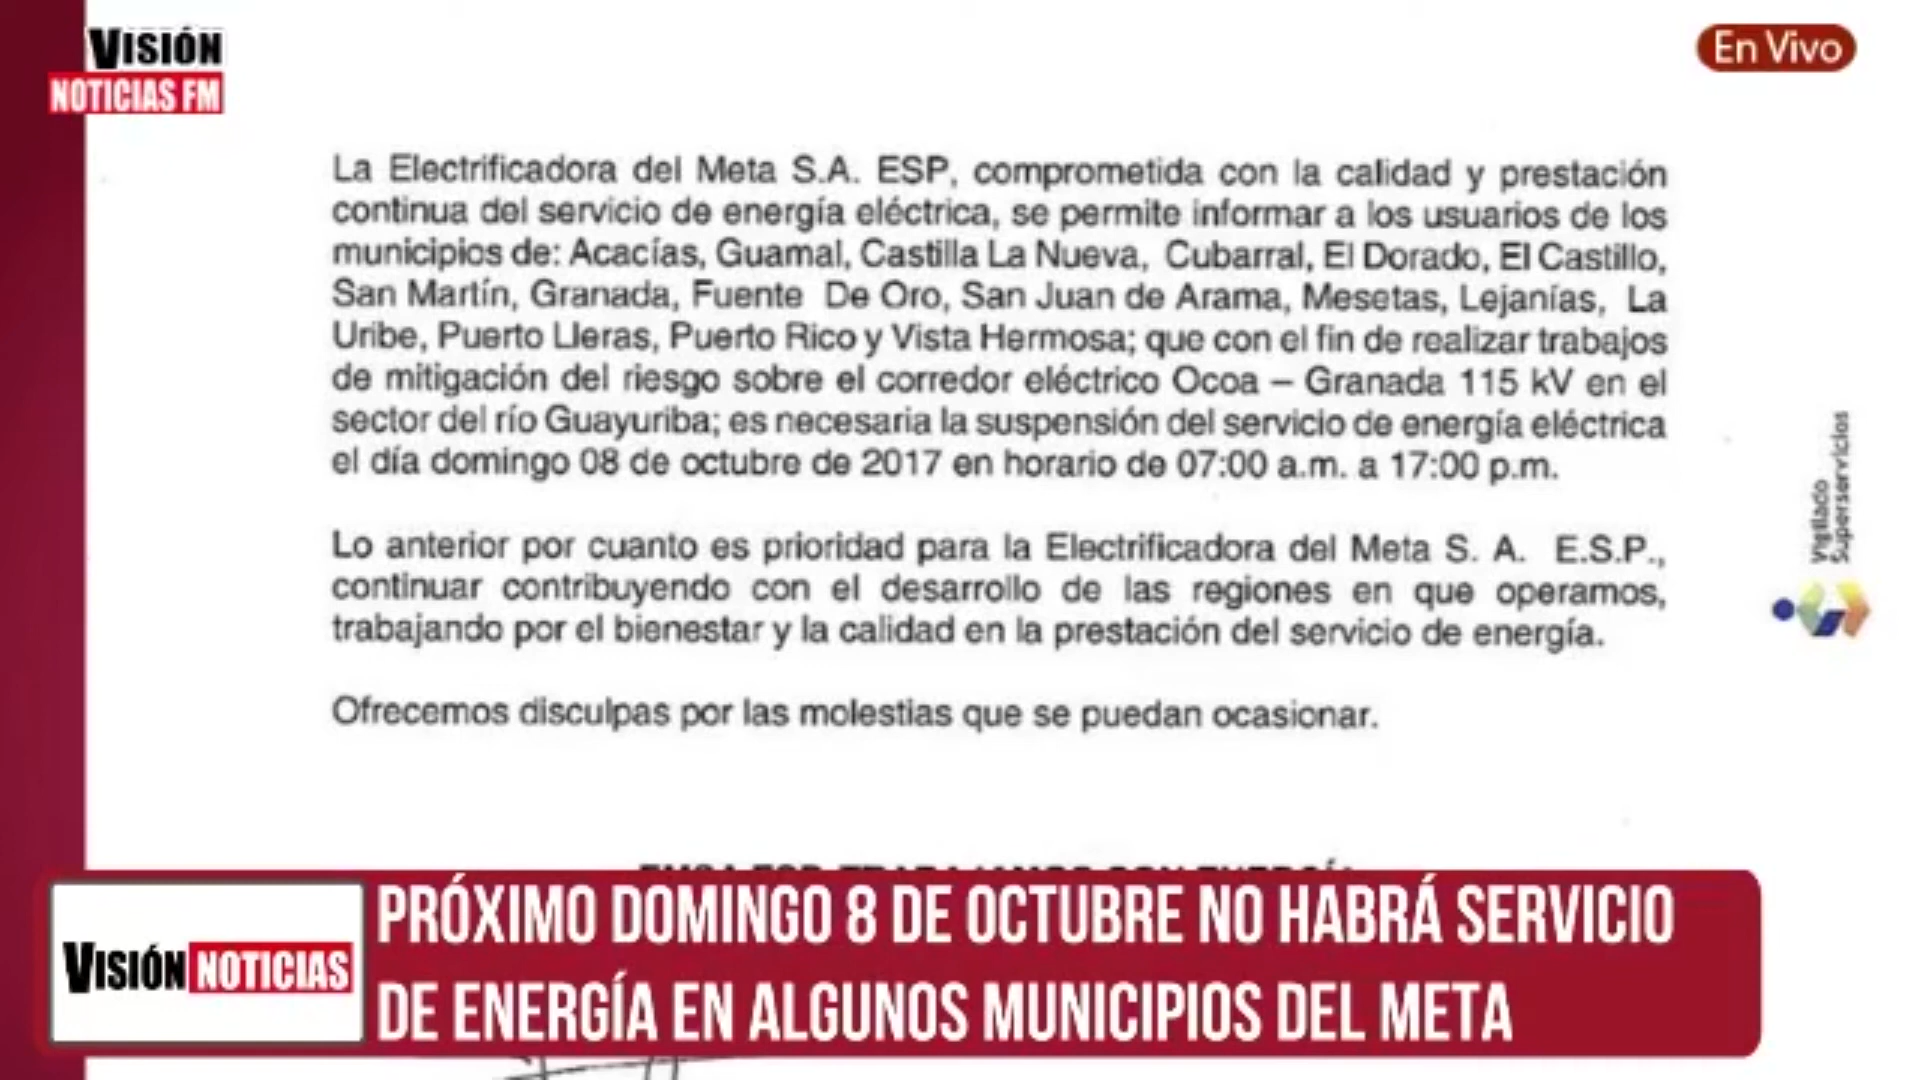 VISIÓN
NOTICIAS FM
En Vivo
La Electrificadora del Meta S.A. ESP, comprometida con la calidad y prestación
continua del servicio de energía eléctrica, se permite informar a los usuarios de los
municipios de: Acacías, Guamal, Castilla La Nueva, Cubarral, El Dorado, El Castillo,
San Martín, Granada, Fuente De Oro, San Juan de Arama, Mesetas, Lejanías, La
Uribe, Puerto Lleras, Puerto Rico y Vista Hermosa; que con el fin de realizar trabajos
de mitigación del riesgo sobre el corredor eléctrico Ocoa – Granada 115 kV en el
sector del río Guayuriba; es necesaria la suspensión del servicio de energía eléctrica
el día domingo 08 de octubre de 2017 en horario de 07:00 a.m. a 17:00 p.m.
Lo anterior por cuanto es prioridad para la Electrificadora del Meta S. A. E.S.P.,
continuar contribuyendo con el desarrollo de las regiones en que operamos,
trabajando por el bienestar y la calidad en la prestación del servicio de energía.
Ofrecemos disculpas por las molestias que se puedan ocasionar.
Vigilado
Superservicios
VISIÓN NOTICIAS
PRÓXIMO DOMINGO 8 DE OCTUBRE NO HABRÁ SERVICIO
DE ENERGÍA EN ALGUNOS MUNICIPIOS DEL META